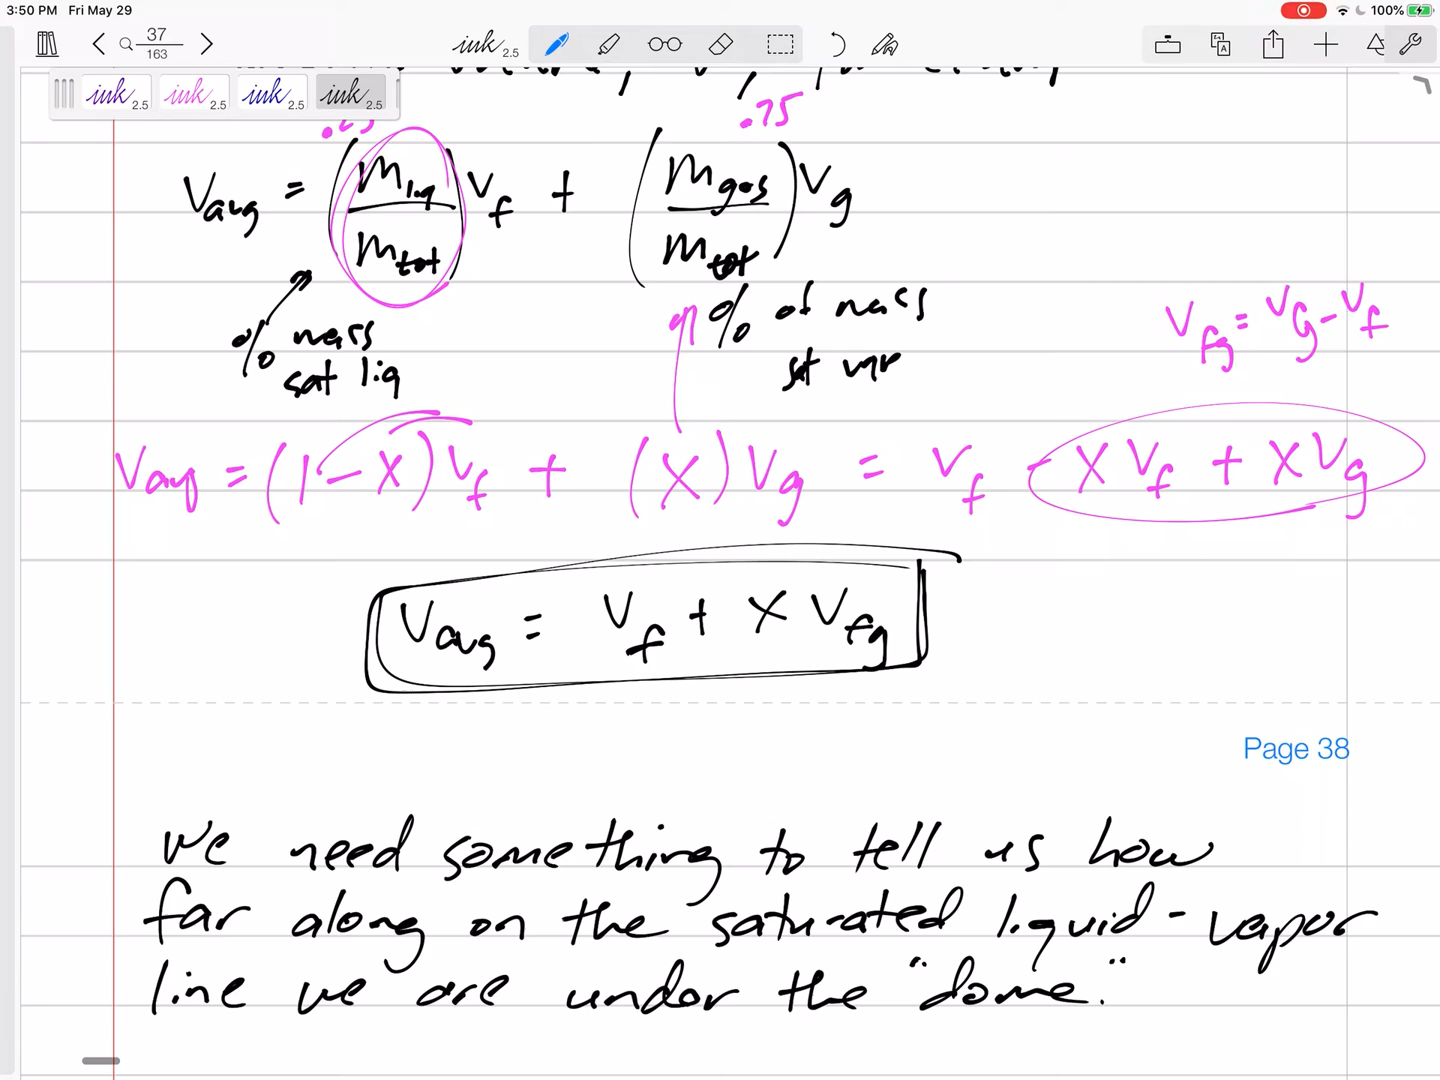 3:50 PM Fri May 29
100%
37
163
ink 2.5
ink 2.5 ink 2.5 ink 2.5 ink 2.5
.25 .75
Vavg = (mliq / mtot) Vf + (mgas / mtot) Vg
% mass
sat liq
% of mass
sat vap
Vfg = Vg - Vf
Vavg = (1 - X) Vf + (X) Vg = Vf - X Vf + X Vg
Vavg = Vf + X Vfg
Page 38
we need something to tell us how
far along on the saturated liquid - vapor
line we are under the "dome."